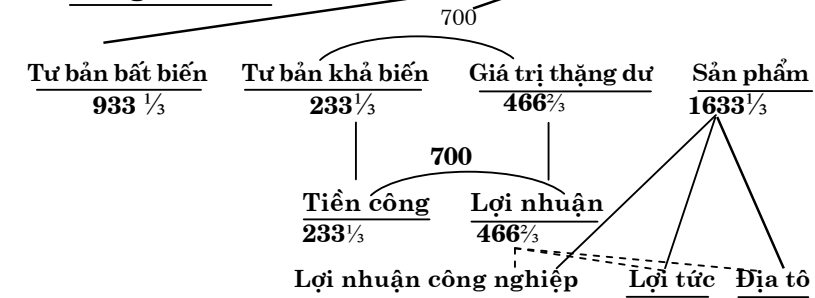 700
Tư bản bất biến Tư bản khả biến Giá trị thặng dư Sản phẩm
933 ⅓ 233⅓ 466⅔ 1633⅓
700
Tiền công Lợi nhuận
233⅓ 466⅔
Lợi nhuận công nghiệp Lợi tức Địa tô